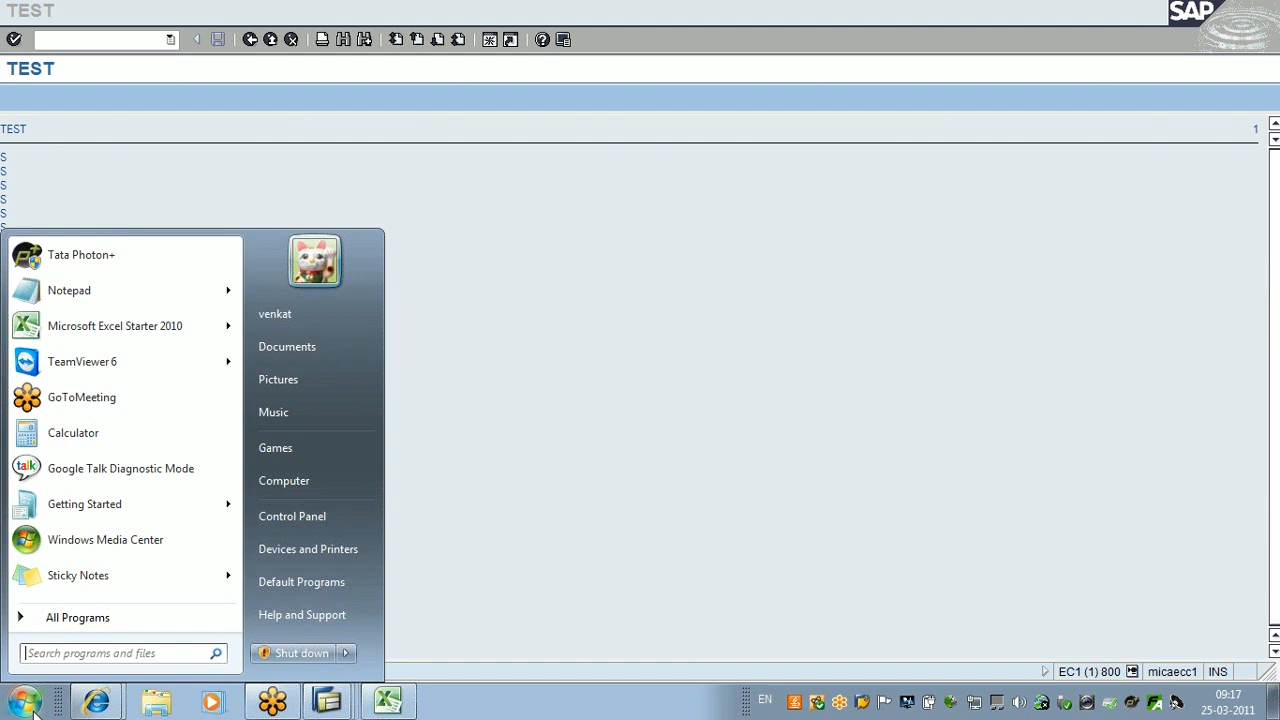 TEST
SAP
TEST
TEST 1
S
S
S
S
S
S
Tata Photon+
Notepad
Microsoft Excel Starter 2010
TeamViewer 6
GoToMeeting
Calculator
talk
Google Talk Diagnostic Mode
Getting Started
Windows Media Center
Sticky Notes
All Programs
Search programs and files
venkat
Documents
Pictures
Music
Games
Computer
Control Panel
Devices and Printers
Default Programs
Help and Support
Shut down
EC1 (1) 800 micaecc1 INS
EN
09:17
25-03-2011